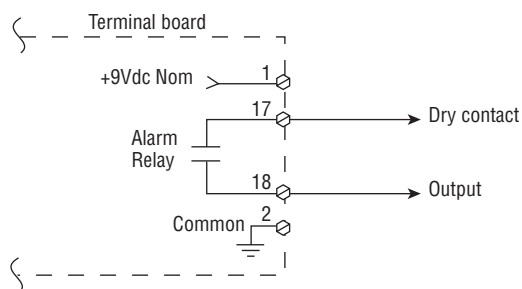 Terminal board
+9Vdc Nom
1
17
Dry contact
Alarm
Relay
18
Output
2
Common